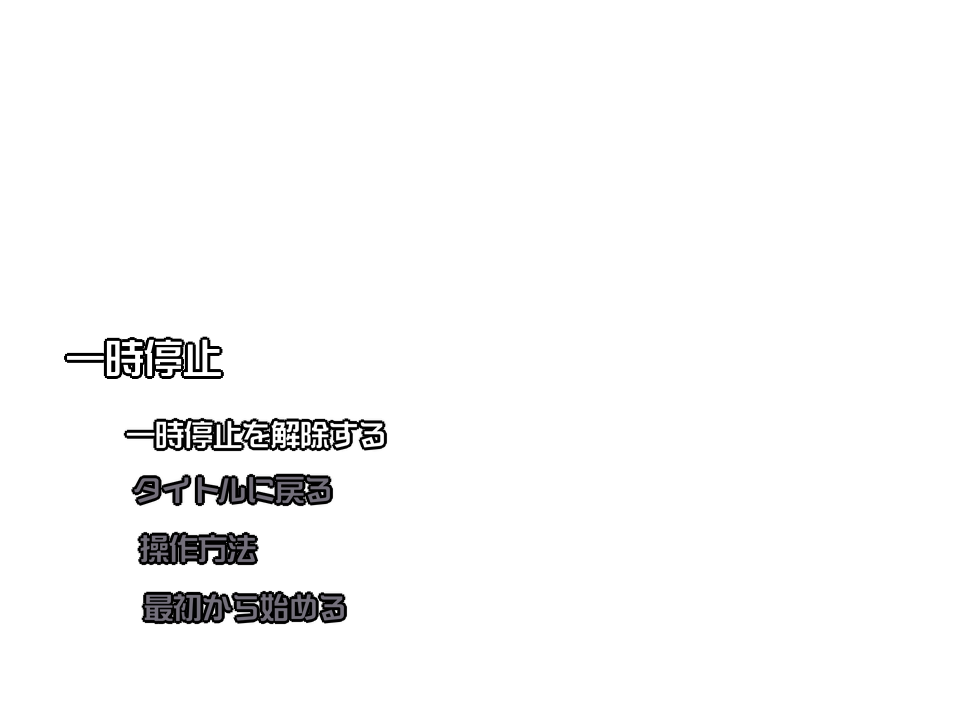 一時停止
一時停止を解除する
タイトルに戻る
操作方法
最初から始める